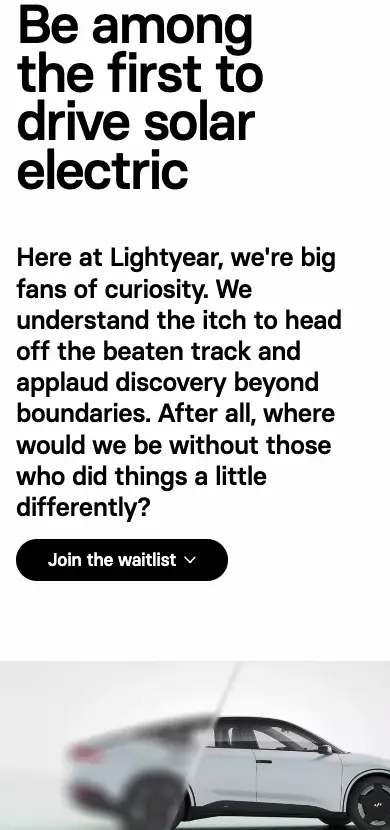 Be among
the first to
drive solar
electric
Here at Lightyear, we're big
fans of curiosity. We
understand the itch to head
off the beaten track and
applaud discovery beyond
boundaries. After all, where
would we be without those
who did things a little
differently?
Join the waitlist